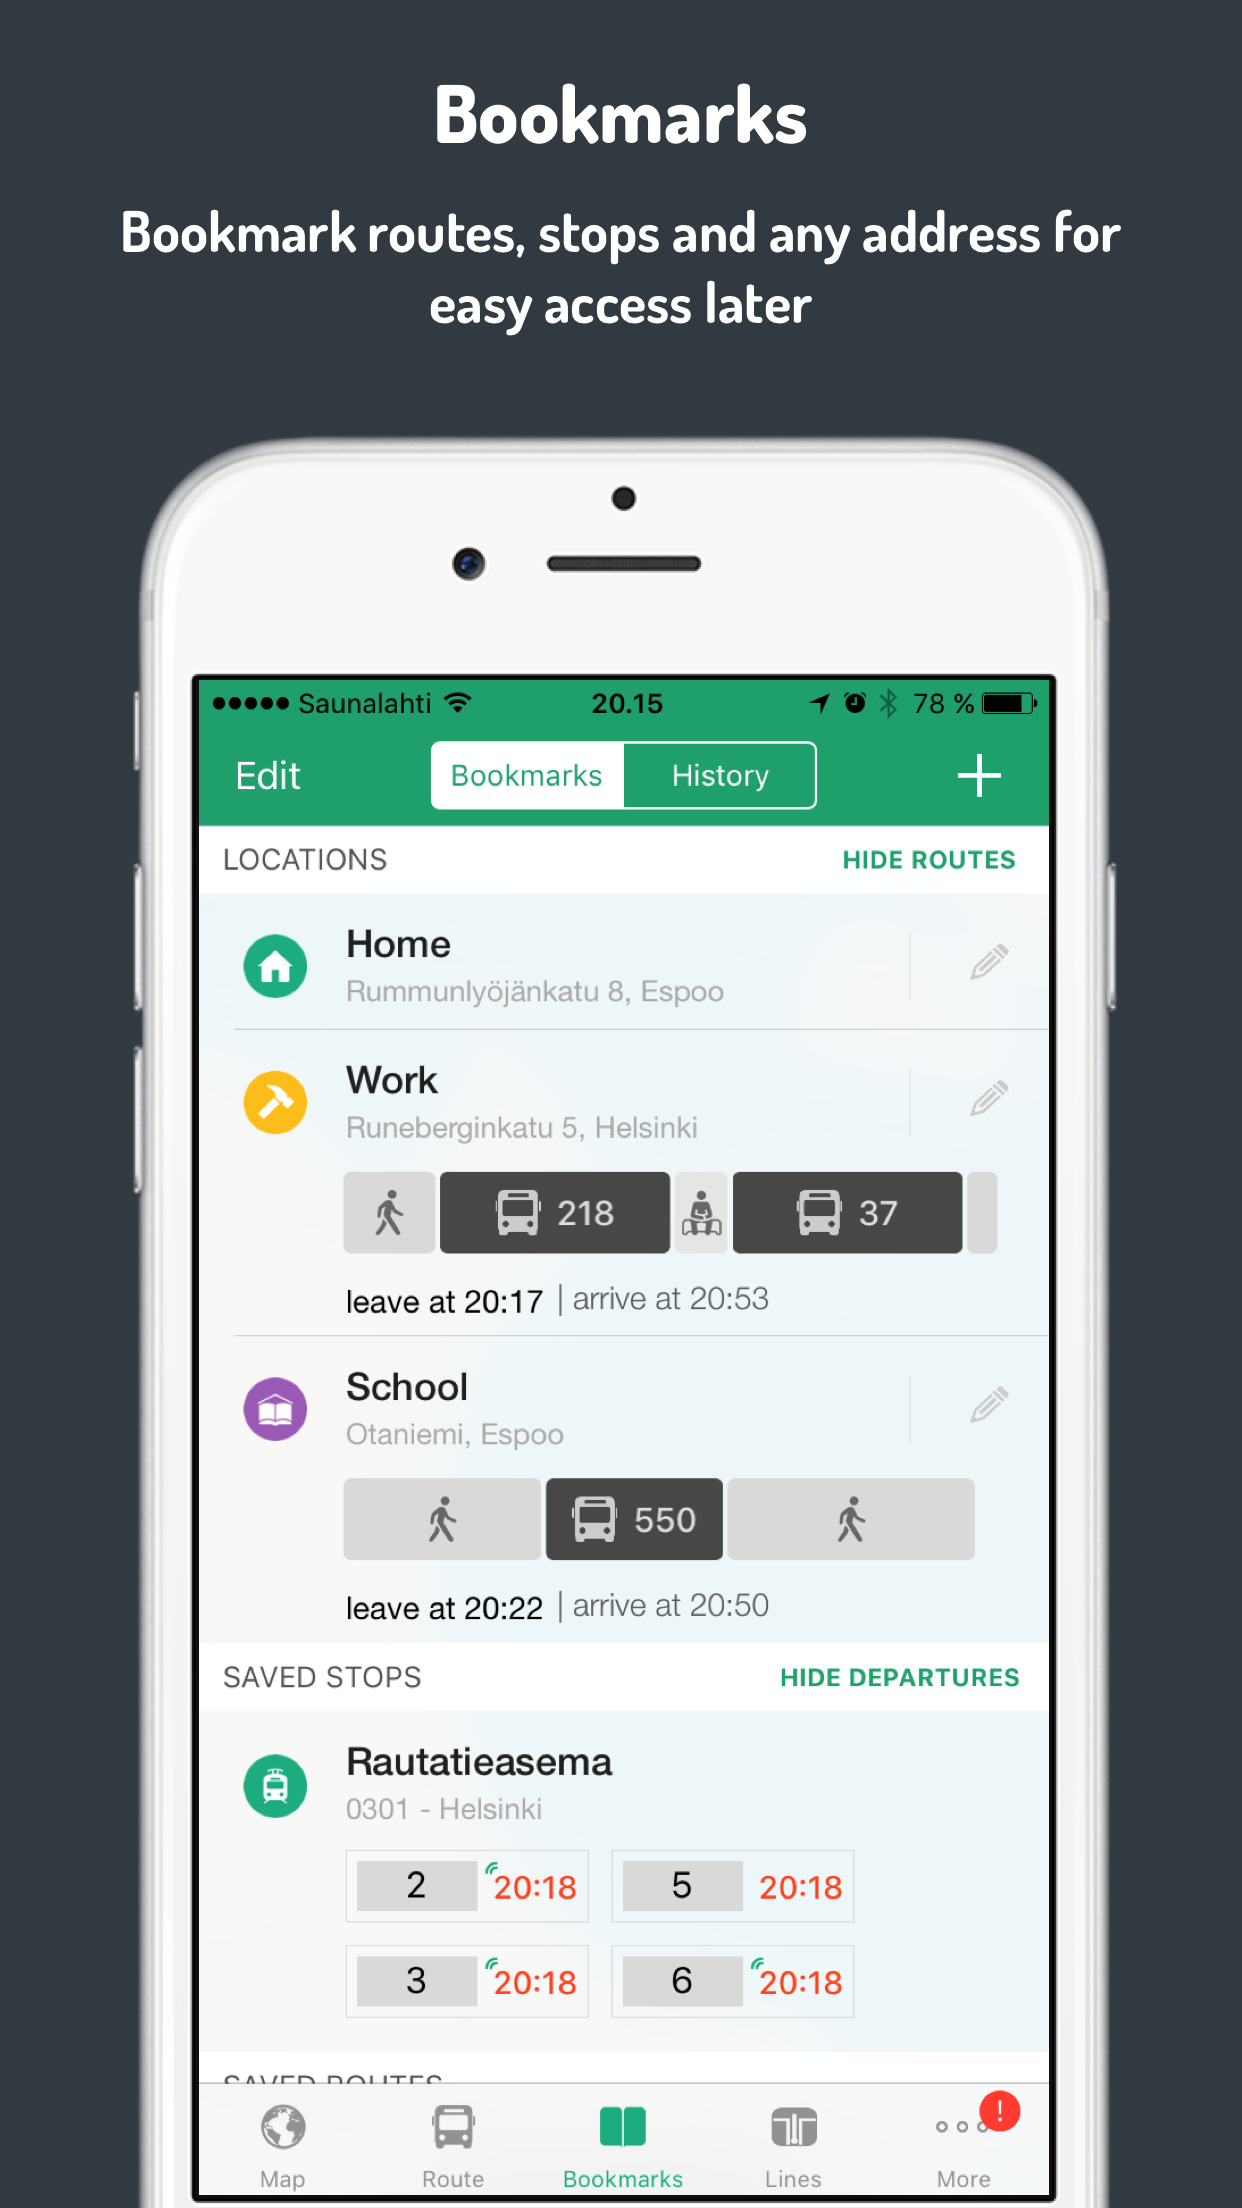 Bookmarks
Bookmark routes, stops and any address for
easy access later
Saunalahti 20.15 78 %
Edit Bookmarks History
LOCATIONS HIDE ROUTES
Home
Rummunlyöjänkatu 8, Espoo
Work
Runeberginkatu 5, Helsinki
218 37
leave at 20:17 | arrive at 20:53
School
Otaniemi, Espoo
550
leave at 20:22 | arrive at 20:50
SAVED STOPS HIDE DEPARTURES
Rautatieasema
0301 - Helsinki
2 20:18 5 20:18
3 20:18 6 20:18
SAVED ROUTES
!
Map Route Bookmarks Lines More